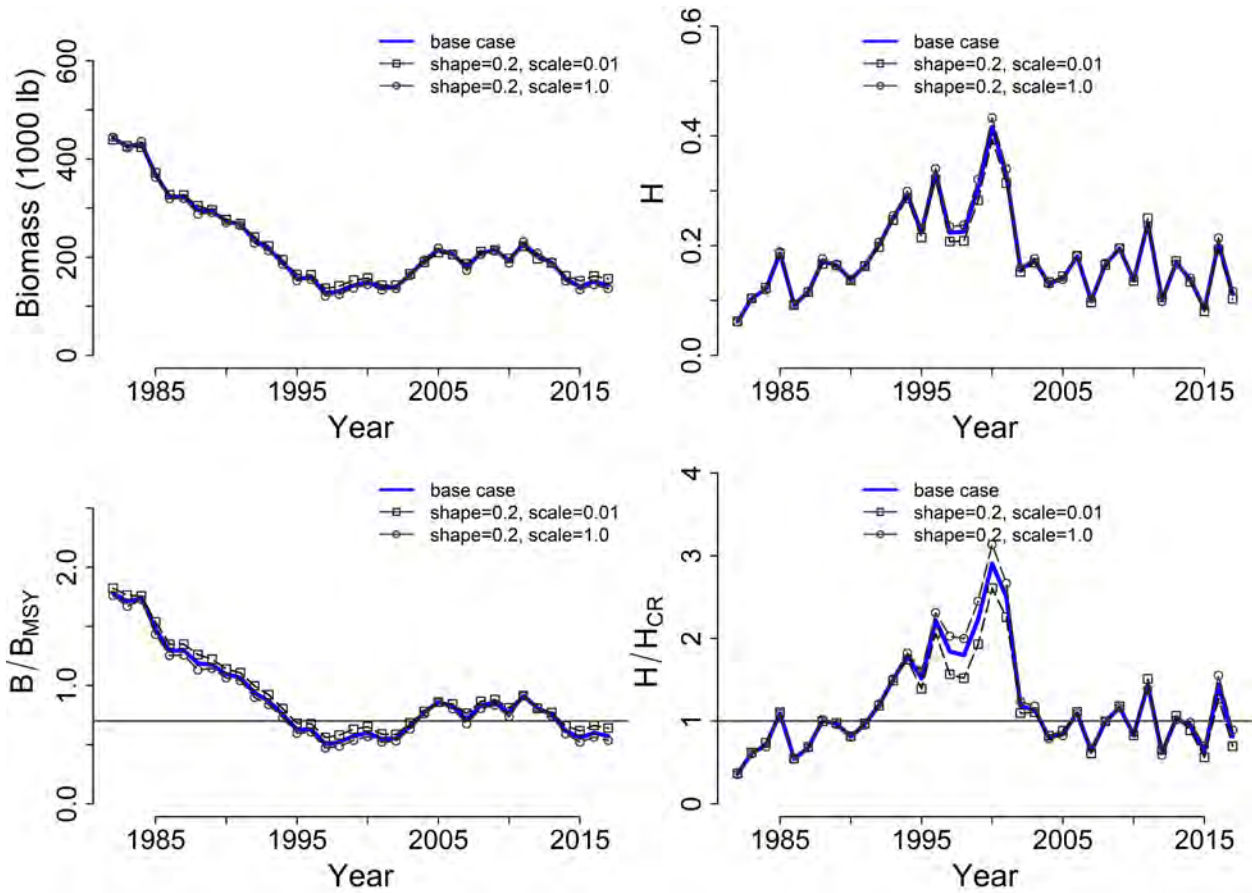 base case
shape=0.2, scale=0.01
shape=0.2, scale=1.0
Biomass (1000 lb)
0 200 400 600
1985 1995 2005 2015
Year
base case
shape=0.2, scale=0.01
shape=0.2, scale=1.0
H
0.0 0.2 0.4 0.6
1985 1995 2005 2015
Year
base case
shape=0.2, scale=0.01
shape=0.2, scale=1.0
B/BMSY
0.0 1.0 2.0
1985 1995 2005 2015
Year
base case
shape=0.2, scale=0.01
shape=0.2, scale=1.0
H/HCR
0 1 2 3 4
1985 1995 2005 2015
Year